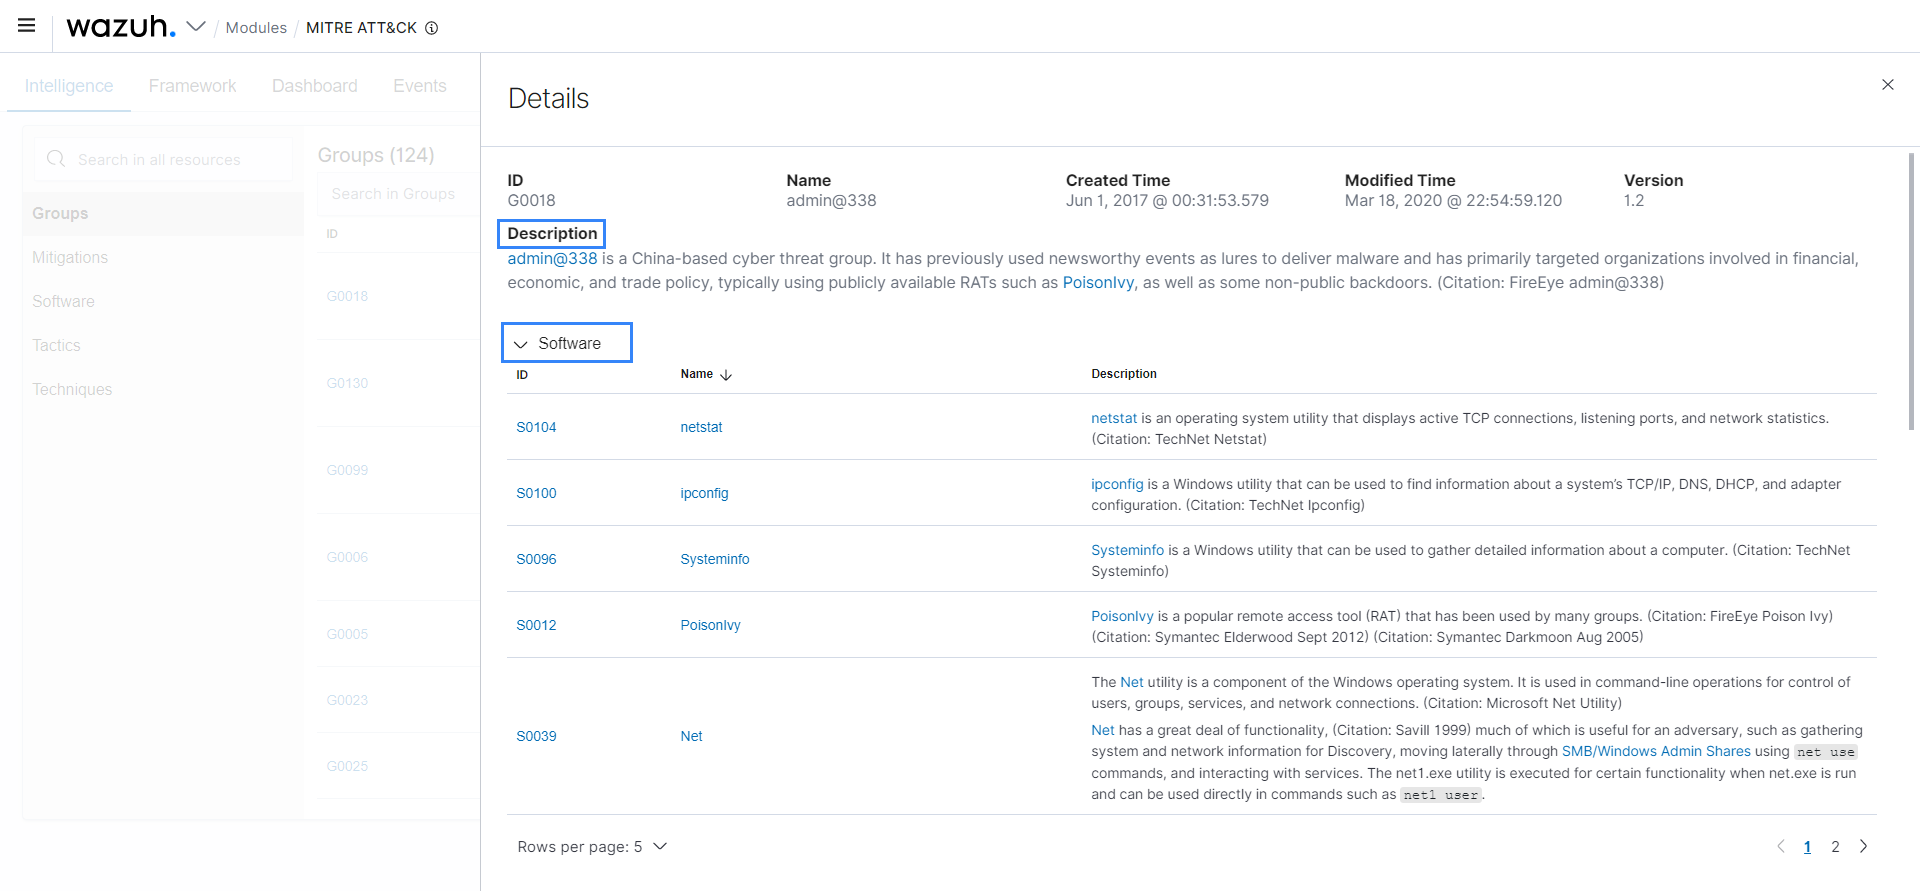 wazuh. / Modules / MITRE ATT&CK
Intelligence Framework Dashboard Events
Search in all resources
Groups
Mitigations
Software
Tactics
Techniques
Groups (124)
Search in Groups
ID
G0018
G0130
G0099
G0006
G0005
G0023
G0025
Details
ID Name Created Time Modified Time Version
G0018 admin@338 Jun 1, 2017 @ 00:31:53.579 Mar 18, 2020 @ 22:54:59.120 1.2
Description
admin@338 is a China-based cyber threat group. It has previously used newsworthy events as lures to deliver malware and has primarily targeted organizations involved in financial,
economic, and trade policy, typically using publicly available RATs such as PoisonIvy, as well as some non-public backdoors. (Citation: FireEye admin@338)
Software
ID Name Description
S0104 netstat netstat is an operating system utility that displays active TCP connections, listening ports, and network statistics.
(Citation: TechNet Netstat)
S0100 ipconfig ipconfig is a Windows utility that can be used to find information about a system's TCP/IP, DNS, DHCP, and adapter
configuration. (Citation: TechNet Ipconfig)
S0096 Systeminfo Systeminfo is a Windows utility that can be used to gather detailed information about a computer. (Citation: TechNet
Systeminfo)
S0012 PoisonIvy PoisonIvy is a popular remote access tool (RAT) that has been used by many groups. (Citation: FireEye Poison Ivy)
(Citation: Symantec Elderwood Sept 2012) (Citation: Symantec Darkmoon Aug 2005)
S0039 Net The Net utility is a component of the Windows operating system. It is used in command-line operations for control of
users, groups, services, and network connections. (Citation: Microsoft Net Utility)
Net has a great deal of functionality, (Citation: Savill 1999) much of which is useful for an adversary, such as gathering
system and network information for Discovery, moving laterally through SMB/Windows Admin Shares using net use
commands, and interacting with services. The net1.exe utility is executed for certain functionality when net.exe is run
and can be used directly in commands such as net1 user.
Rows per page: 5 1 2